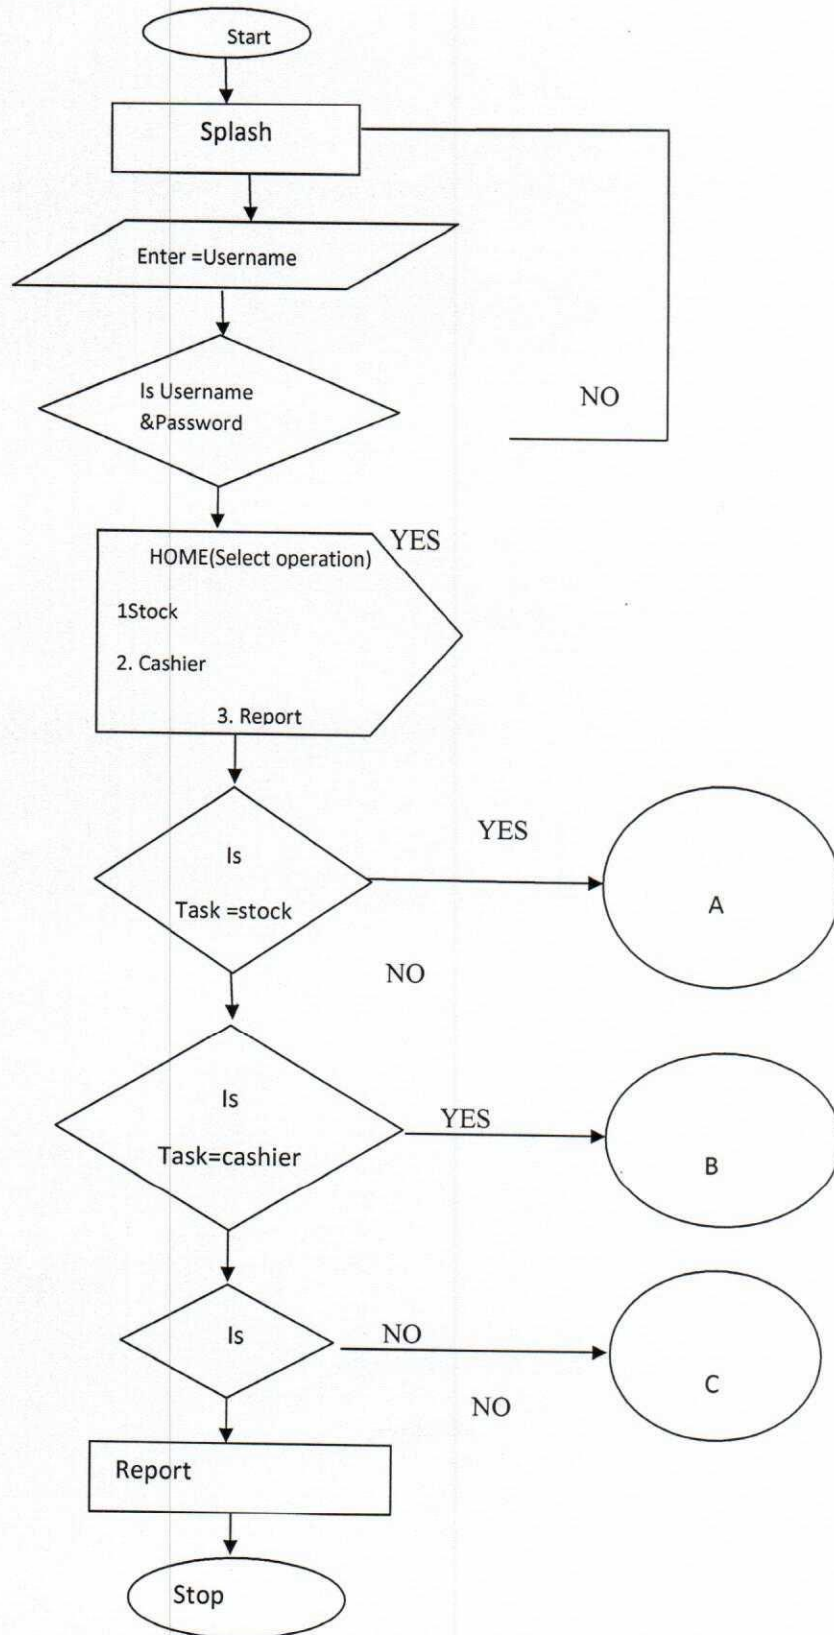 Start
Splash
Enter =Username
Is Username
&Password
NO
YES
HOME(Select operation)
1Stock
2. Cashier
3. Report
Is
Task =stock
YES
A
NO
Is
Task=cashier
YES
B
Is
NO
C
NO
Report
Stop